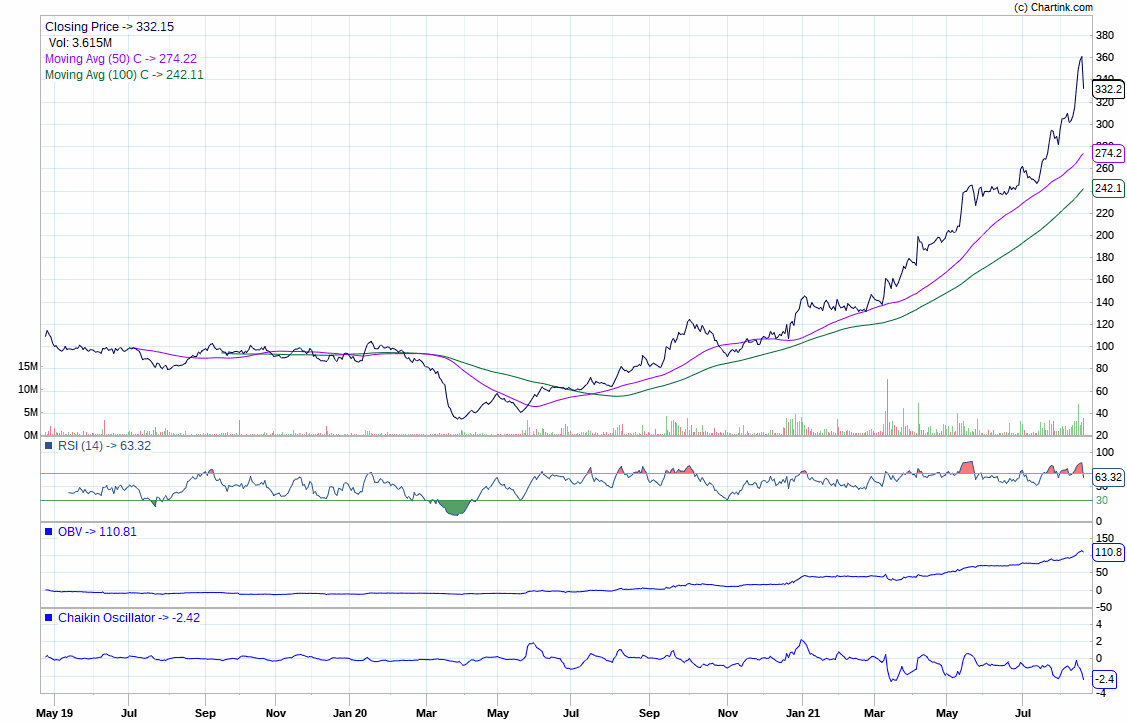 (c) Chartink.com
Closing Price -> 332.15
Vol: 3.615M
Moving Avg (50) C -> 274.22
Moving Avg (100) C -> 242.11
380
360
340
332.2
320
300
274.2
260
242.1
220
200
180
160
140
120
100
80
60
40
20
15M
10M
5M
0M
RSI (14) -> 63.32
100
63.32
50
30
0
OBV -> 110.81
150
110.8
50
0
-50
Chaikin Oscillator -> -2.42
4
2
0
-2.4
-4
May 19 Jul Sep Nov Jan 20 Mar May Jul Sep Nov Jan 21 Mar May Jul